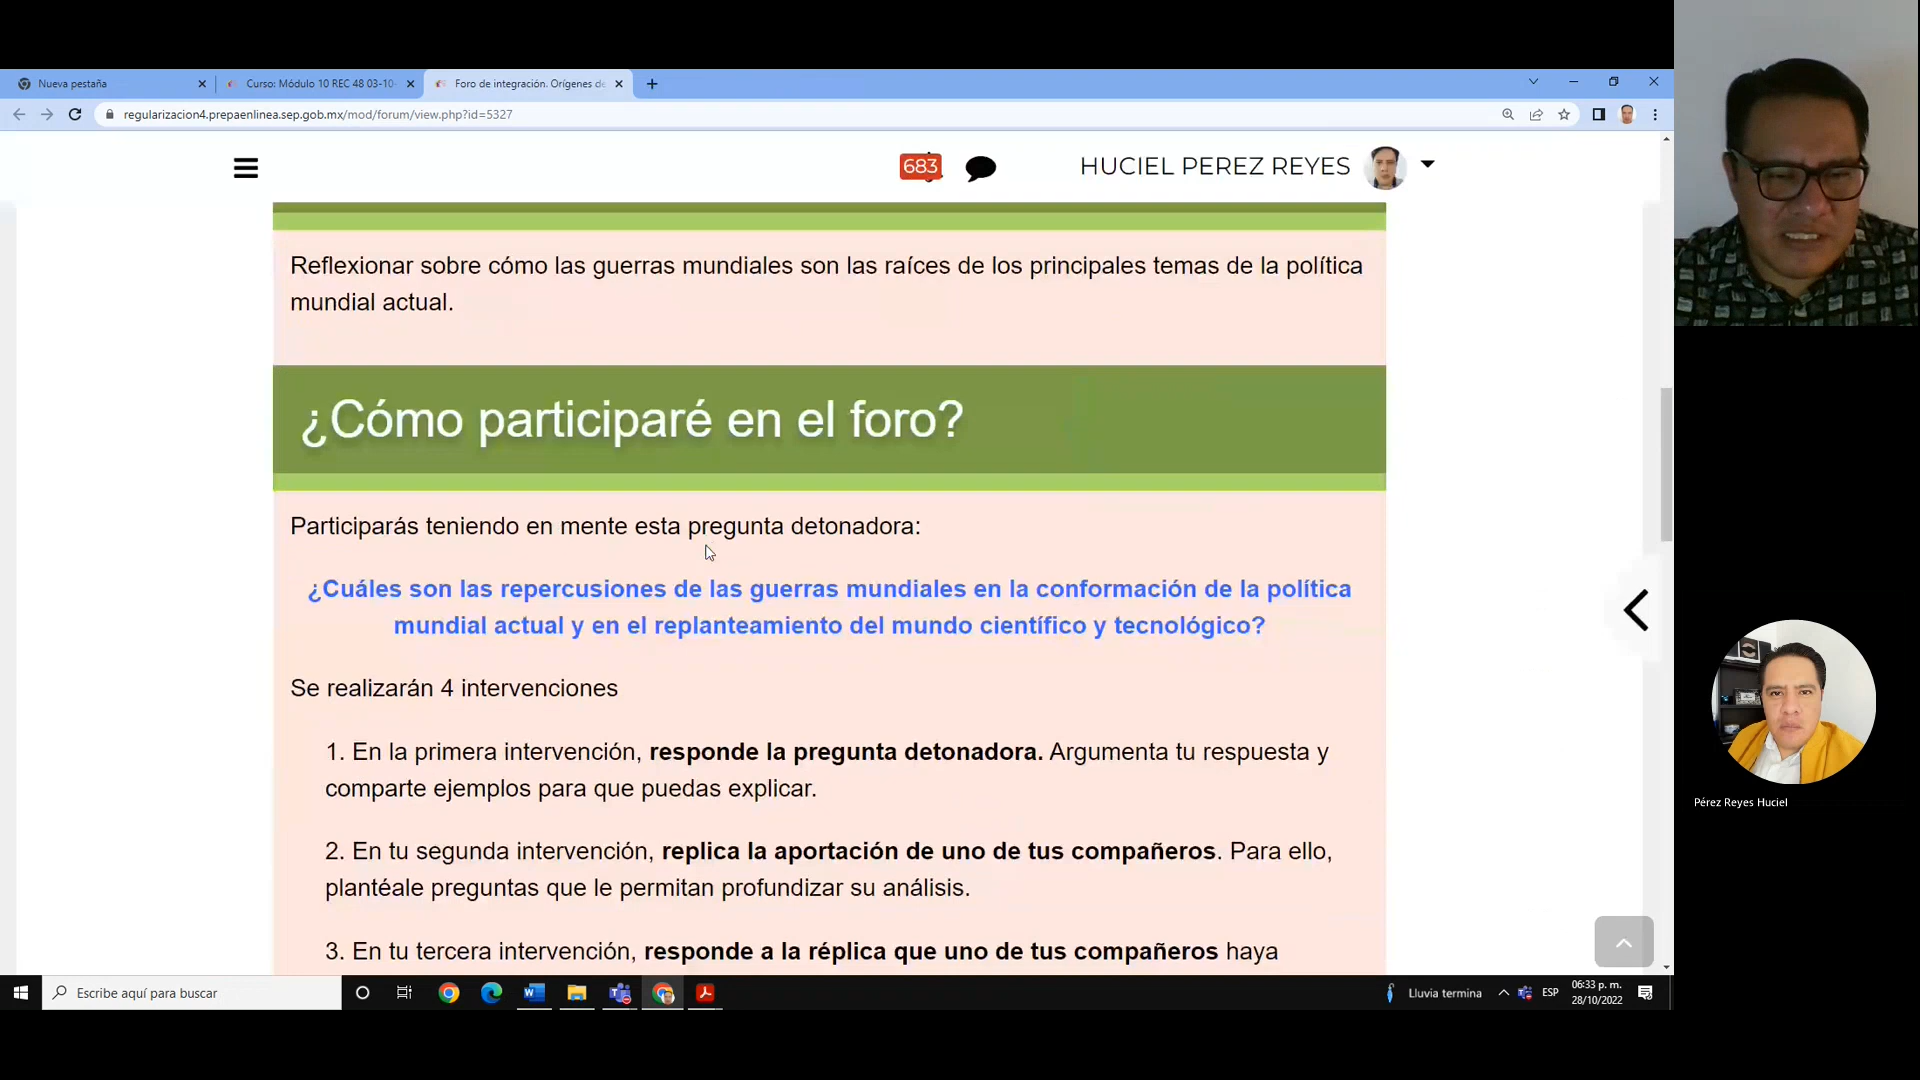 Nueva pestaña
Curso: Módulo 10 REC 48 03-10-
Foro de integración. Orígenes de
regularizacion4.prepaenlinea.sep.gob.mx/mod/forum/view.php?id=5327
683
HUCIEL PEREZ REYES
Reflexionar sobre cómo las guerras mundiales son las raíces de los principales temas de la política
mundial actual.
¿Cómo participaré en el foro?
Participarás teniendo en mente esta pregunta detonadora:
¿Cuáles son las repercusiones de las guerras mundiales en la conformación de la política
mundial actual y en el replanteamiento del mundo científico y tecnológico?
Se realizarán 4 intervenciones
1. En la primera intervención, responde la pregunta detonadora. Argumenta tu respuesta y
comparte ejemplos para que puedas explicar.
2. En tu segunda intervención, replica la aportación de uno de tus compañeros. Para ello,
plantéale preguntas que le permitan profundizar su análisis.
3. En tu tercera intervención, responde a la réplica que uno de tus compañeros haya
Pérez Reyes Huciel
Escribe aquí para buscar
Lluvia termina
ESP
06:33 p. m.
28/10/2022